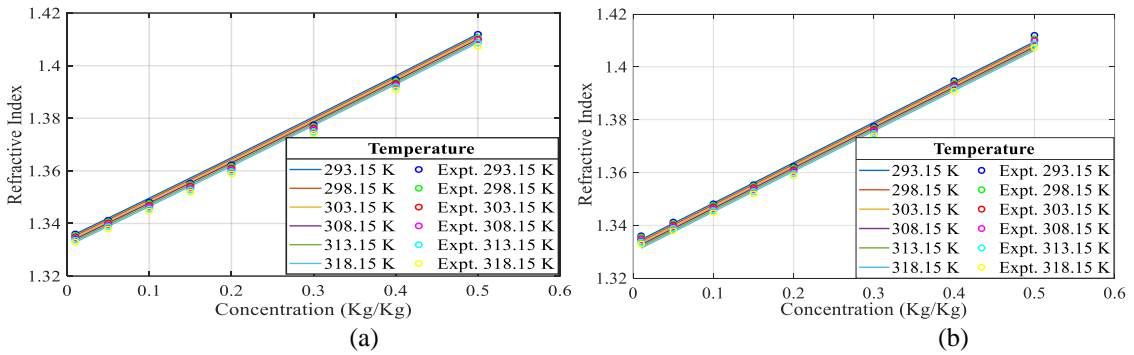 1.42
1.4
1.38
1.36
1.34
1.32
Refractive Index
0
0.1
0.2
0.3
0.4
0.5
0.6
Concentration (Kg/Kg)
Temperature
293.15 K Expt. 293.15 K
298.15 K Expt. 298.15 K
303.15 K Expt. 303.15 K
308.15 K Expt. 308.15 K
313.15 K Expt. 313.15 K
318.15 K Expt. 318.15 K
(a)
1.42
1.4
1.38
1.36
1.34
1.32
Refractive Index
0
0.1
0.2
0.3
0.4
0.5
0.6
Concentration (Kg/Kg)
Temperature
293.15 K Expt. 293.15 K
298.15 K Expt. 298.15 K
303.15 K Expt. 303.15 K
308.15 K Expt. 308.15 K
313.15 K Expt. 313.15 K
318.15 K Expt. 318.15 K
(b)